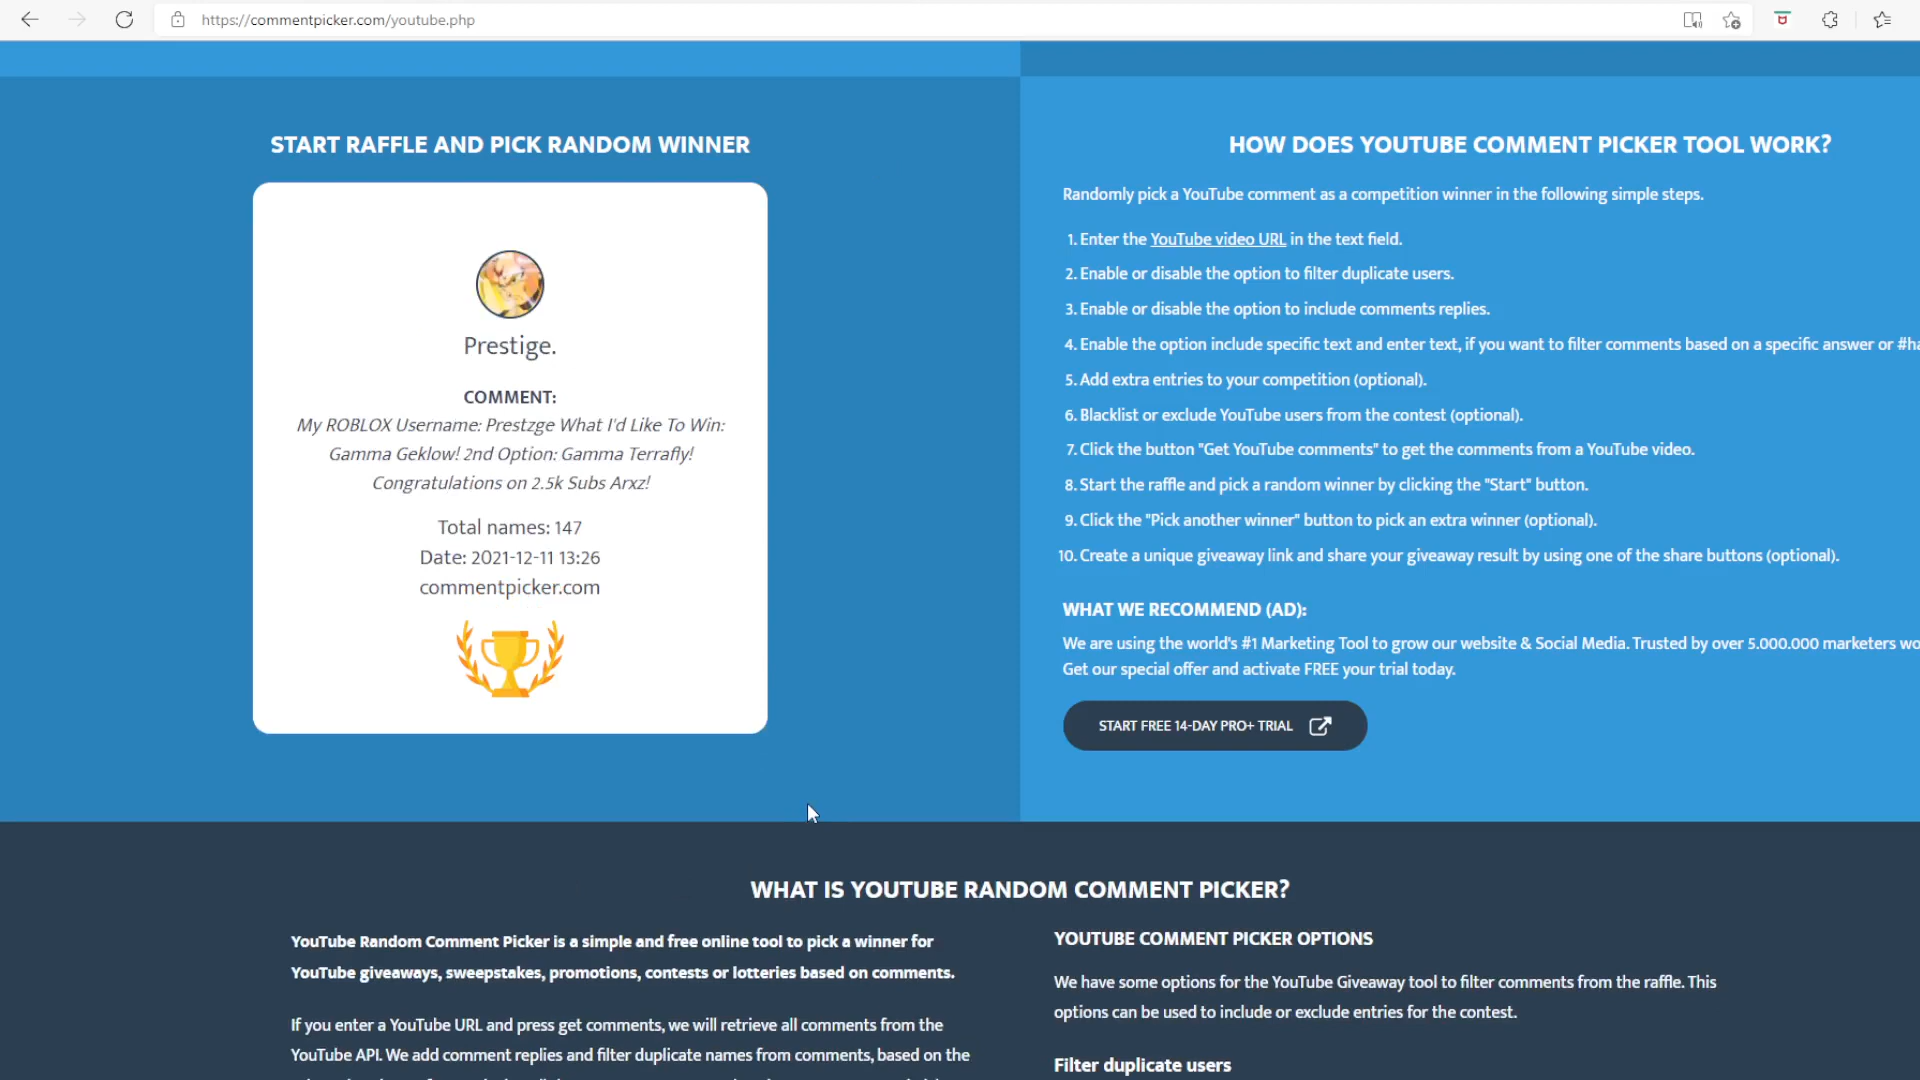 https://commentpicker.com/youtube.php
START RAFFLE AND PICK RANDOM WINNER
Prestige.
COMMENT:
My ROBLOX Username: Prestzge What I'd Like To Win:
Gamma Geklow! 2nd Option: Gamma Terrafly!
Congratulations on 2.5k Subs Arxz!
Total names: 147
Date: 2021-12-11 13:26
commentpicker.com
HOW DOES YOUTUBE COMMENT PICKER TOOL WORK?
Randomly pick a YouTube comment as a competition winner in the following simple steps.
1. Enter the YouTube video URL in the text field.
2. Enable or disable the option to filter duplicate users.
3. Enable or disable the option to include comments replies.
4. Enable the option include specific text and enter text, if you want to filter comments based on a specific answer or #ha
5. Add extra entries to your competition (optional).
6. Blacklist or exclude YouTube users from the contest (optional).
7. Click the button "Get YouTube comments" to get the comments from a YouTube video.
8. Start the raffle and pick a random winner by clicking the "Start" button.
9. Click the "Pick another winner" button to pick an extra winner (optional).
10. Create a unique giveaway link and share your giveaway result by using one of the share buttons (optional).
WHAT WE RECOMMEND (AD):
We are using the world's #1 Marketing Tool to grow our website & Social Media. Trusted by over 5.000.000 marketers wo
Get our special offer and activate FREE your trial today.
START FREE 14-DAY PRO+ TRIAL
WHAT IS YOUTUBE RANDOM COMMENT PICKER?
YouTube Random Comment Picker is a simple and free online tool to pick a winner for
YouTube giveaways, sweepstakes, promotions, contests or lotteries based on comments.
If you enter a YouTube URL and press get comments, we will retrieve all comments from the
YouTube API. We add comment replies and filter duplicate names from comments, based on the
YOUTUBE COMMENT PICKER OPTIONS
We have some options for the YouTube Giveaway tool to filter comments from the raffle. This
options can be used to include or exclude entries for the contest.
Filter duplicate users